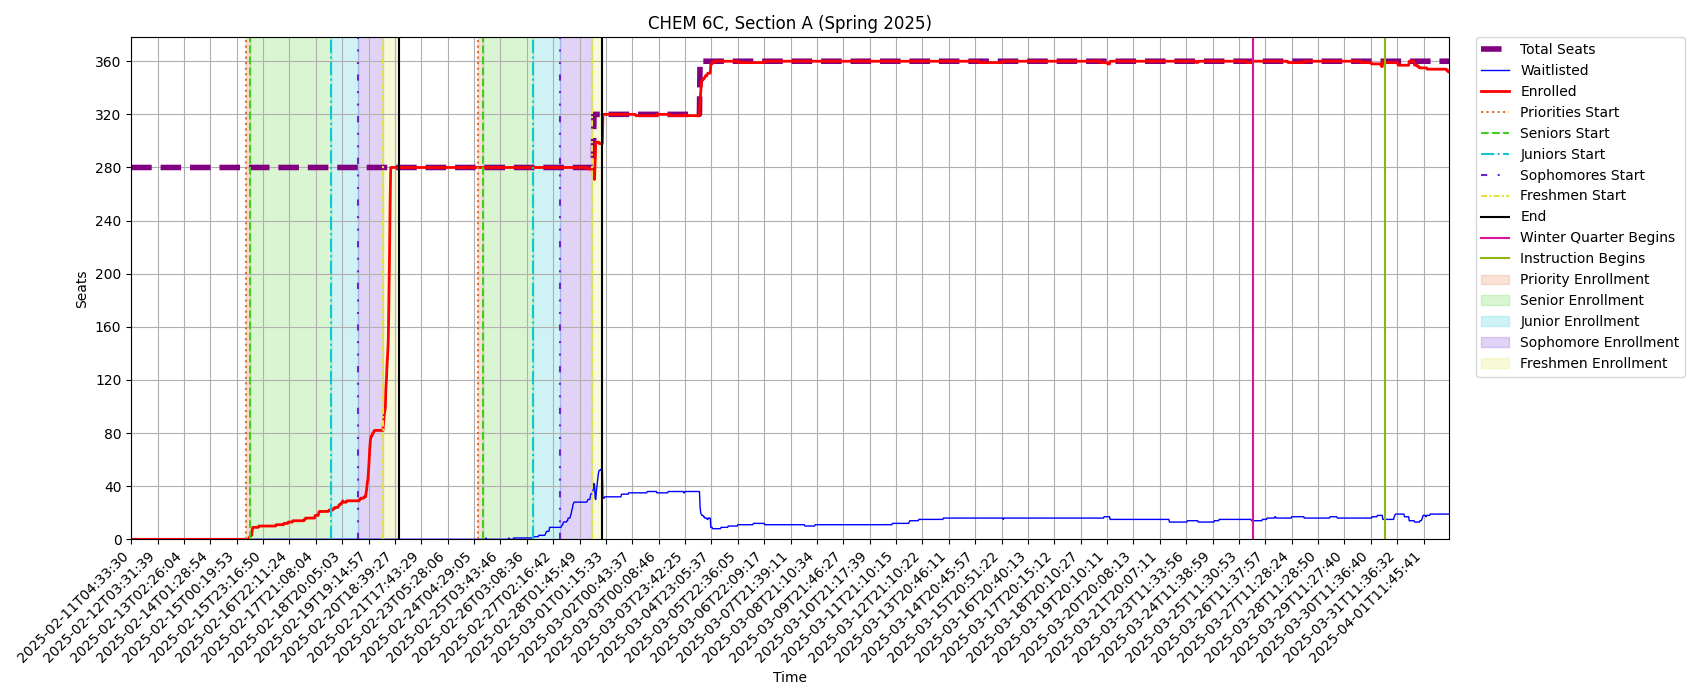 CHEM 6C, Section A (Spring 2025)
Seats
360
320
280
240
200
160
120
80
40
0
2025-02-11T04:33:30
2025-02-12T03:31:39
2025-02-13T02:26:04
2025-02-14T01:28:54
2025-02-15T00:19:53
2025-02-15T23:16:50
2025-02-16T22:11:24
2025-02-17T21:08:04
2025-02-18T20:05:03
2025-02-19T19:14:57
2025-02-20T18:39:27
2025-02-21T17:43:29
2025-02-23T05:28:06
2025-02-24T04:29:05
2025-02-25T03:43:46
2025-02-26T03:08:36
2025-02-27T02:16:42
2025-02-28T01:45:49
2025-03-01T01:15:33
2025-03-02T00:43:37
2025-03-03T00:08:46
2025-03-03T23:42:25
2025-03-04T23:05:37
2025-03-05T22:36:05
2025-03-06T22:09:17
2025-03-07T21:39:11
2025-03-08T21:10:34
2025-03-09T21:46:27
2025-03-10T21:17:39
2025-03-11T21:10:15
2025-03-12T21:10:22
2025-03-13T20:46:11
2025-03-14T20:45:57
2025-03-15T20:51:22
2025-03-16T20:40:13
2025-03-17T20:15:12
2025-03-18T20:10:27
2025-03-19T20:10:11
2025-03-20T20:08:13
2025-03-21T20:07:11
2025-03-23T11:33:56
2025-03-24T11:38:59
2025-03-25T11:30:53
2025-03-26T11:37:57
2025-03-27T11:28:24
2025-03-28T11:28:50
2025-03-29T11:27:40
2025-03-30T11:36:40
2025-03-31T11:36:32
2025-04-01T11:45:41
Time
Total Seats
Waitlisted
Enrolled
Priorities Start
Seniors Start
Juniors Start
Sophomores Start
Freshmen Start
End
Winter Quarter Begins
Instruction Begins
Priority Enrollment
Senior Enrollment
Junior Enrollment
Sophomore Enrollment
Freshmen Enrollment